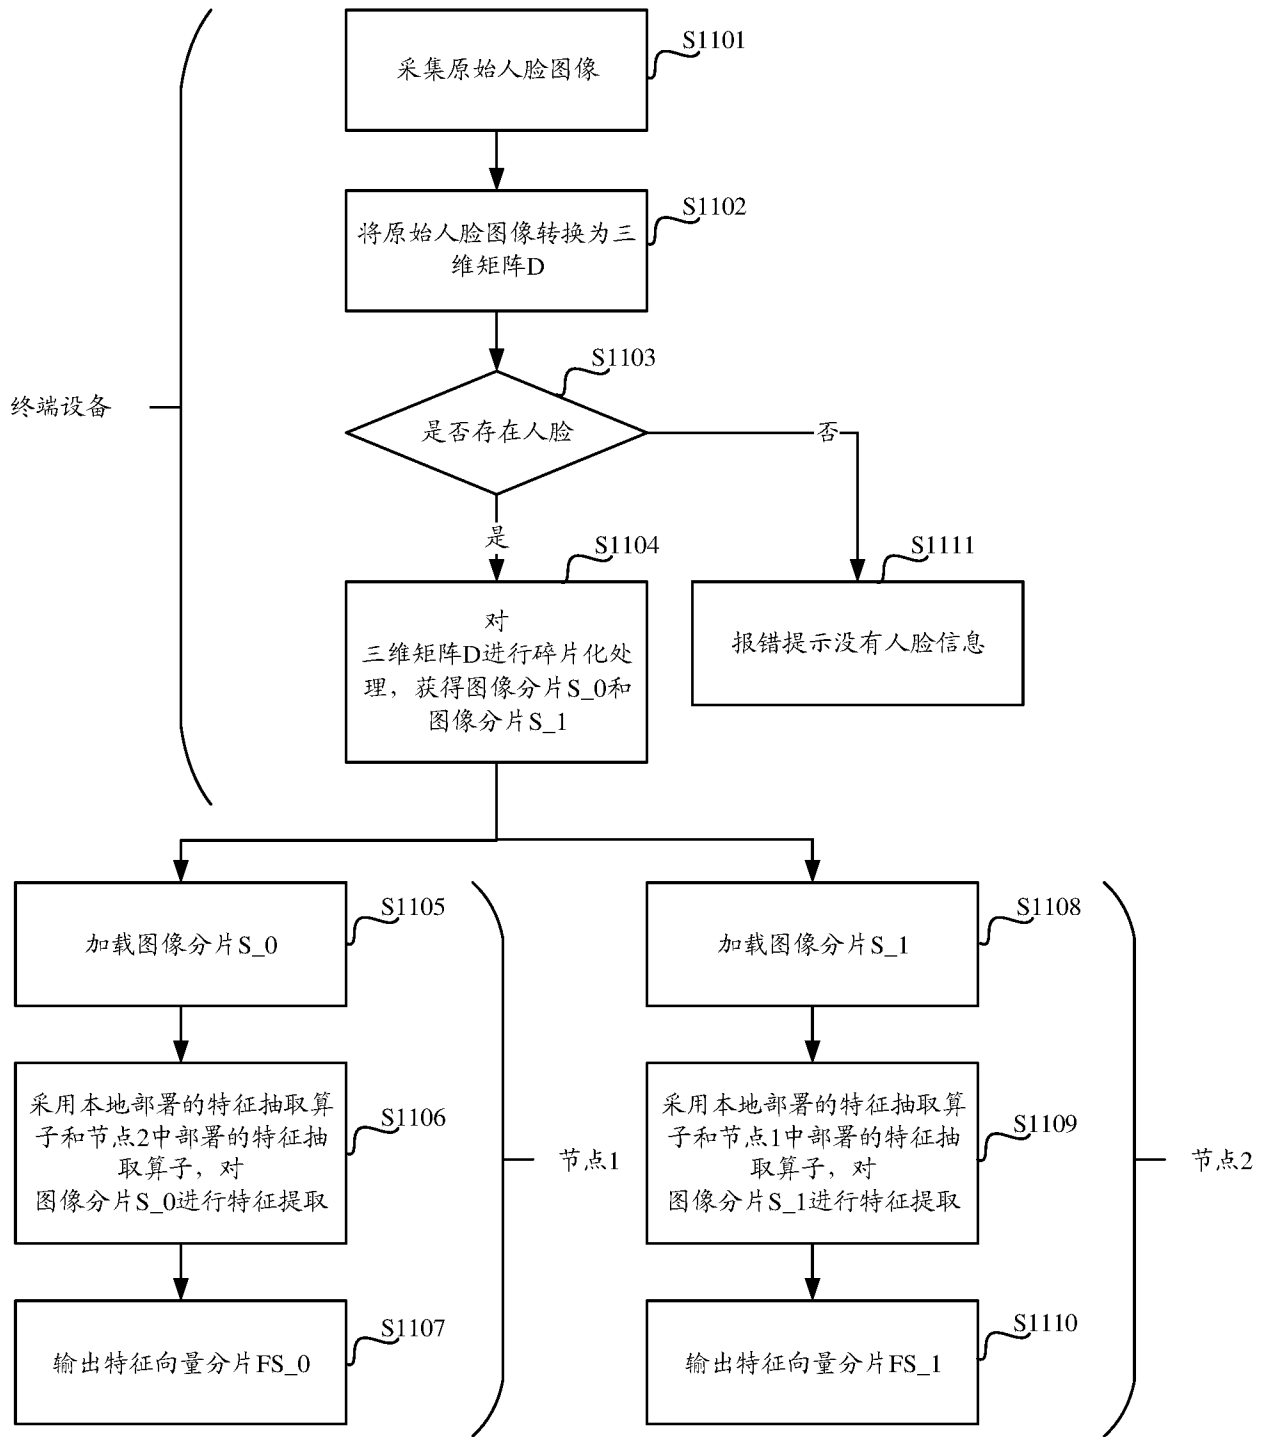 S1101
采集原始人脸图像
S1102
将原始人脸图像转换为三
维矩阵D
S1103
终端设备
是否存在人脸
否
是
S1104
S1111
对
三维矩阵D进行碎片化处
理，获得图像分片S_0和
图像分片S_1
报错提示没有人脸信息
S1105
加载图像分片S_0
S1108
加载图像分片S_1
采用本地部署的特征抽取算
子和节点2中部署的特征抽
取算子，对
图像分片S_0进行特征提取
S1106
节点1
采用本地部署的特征抽取算
子和节点1中部署的特征抽
取算子，对
图像分片S_1进行特征提取
S1109
节点2
S1107
输出特征向量分片FS_0
S1110
输出特征向量分片FS_1